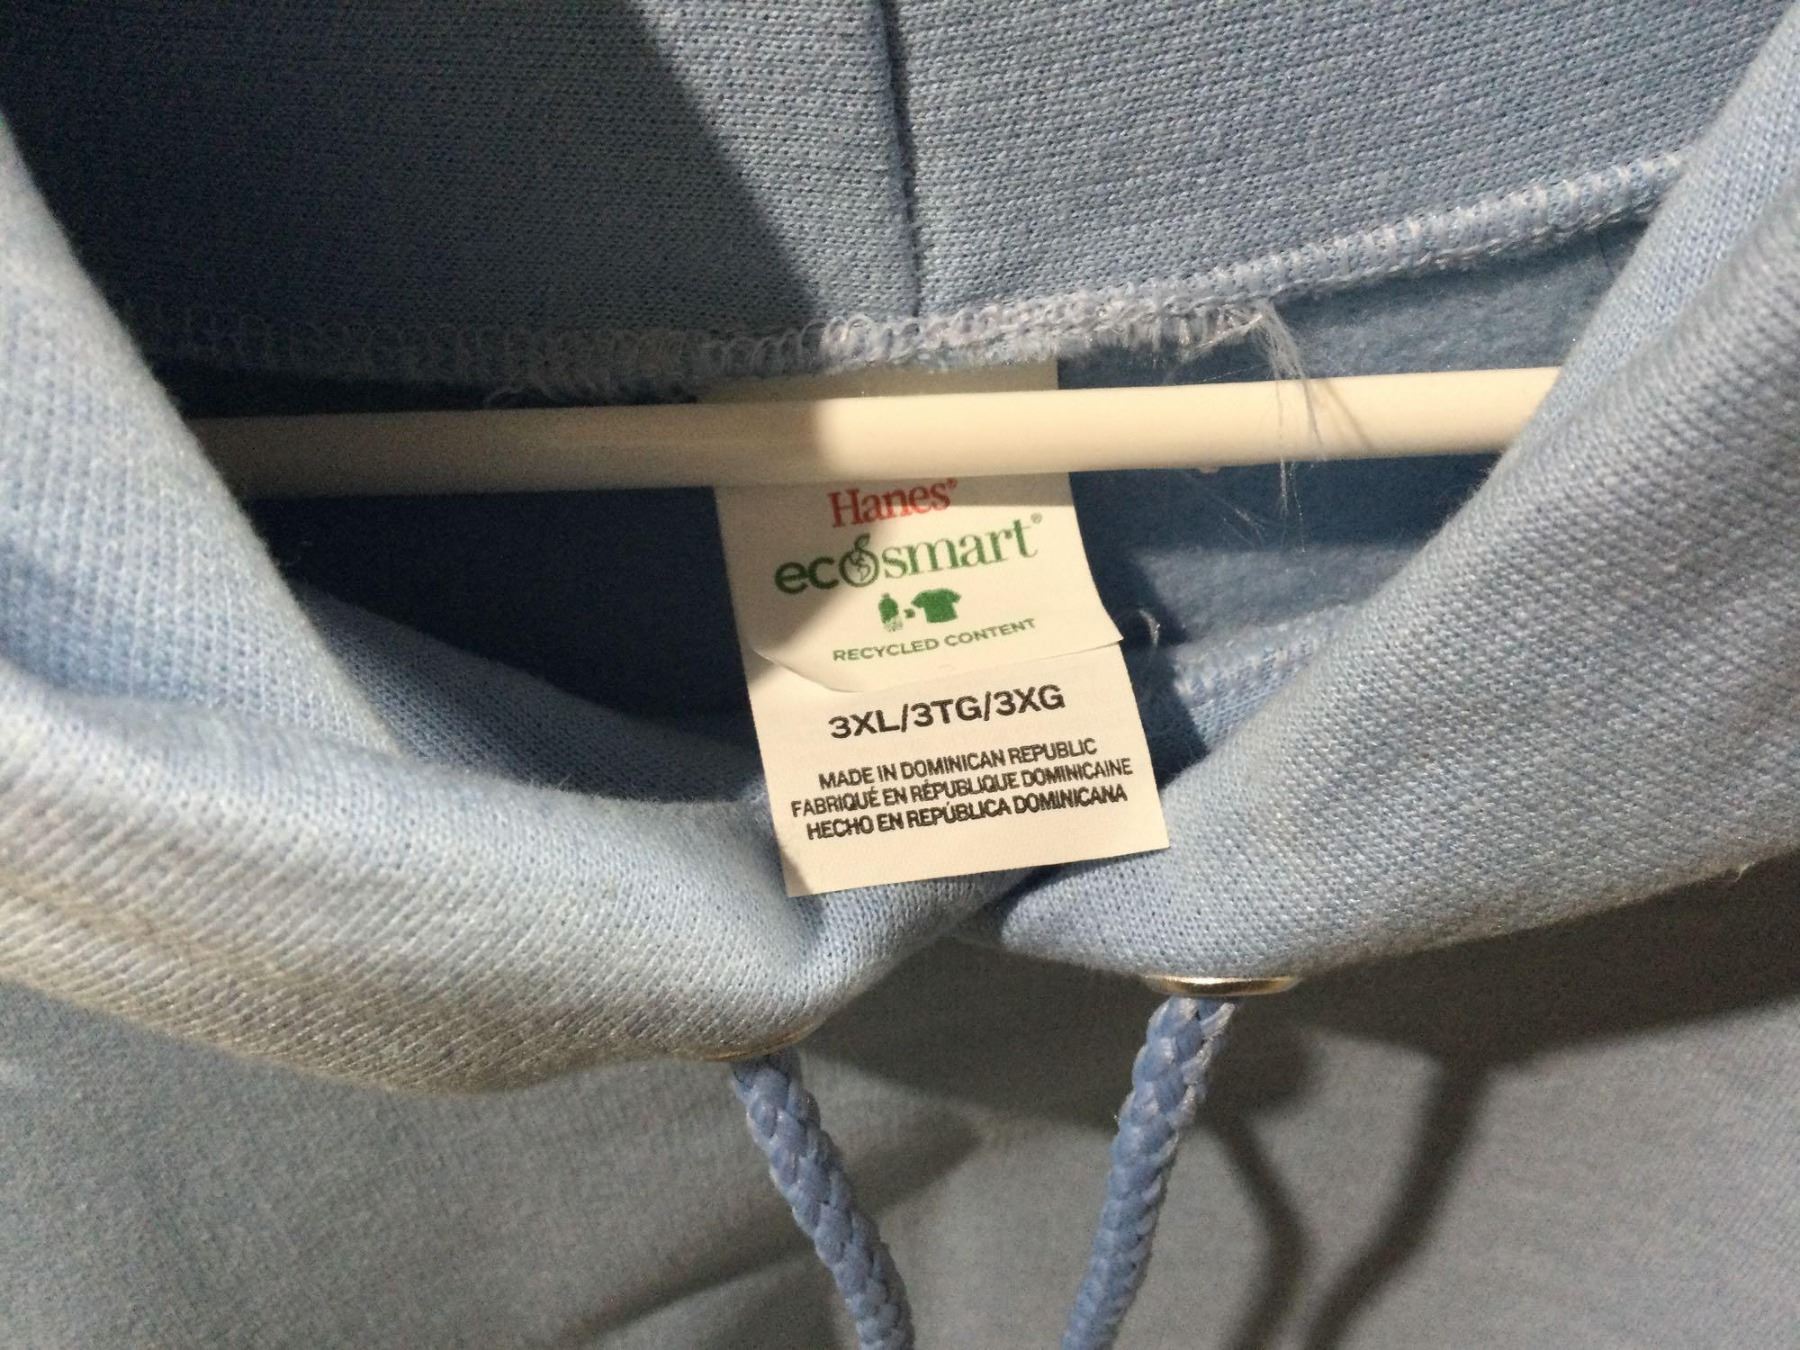 Hanes®
ecosmart®
RECYCLED CONTENT
3XL/3TG/3XG
MADE IN DOMINICAN REPUBLIC
FABRIQUÉ EN RÉPUBLIQUE DOMINICAINE
HECHO EN REPÚBLICA DOMINICANA